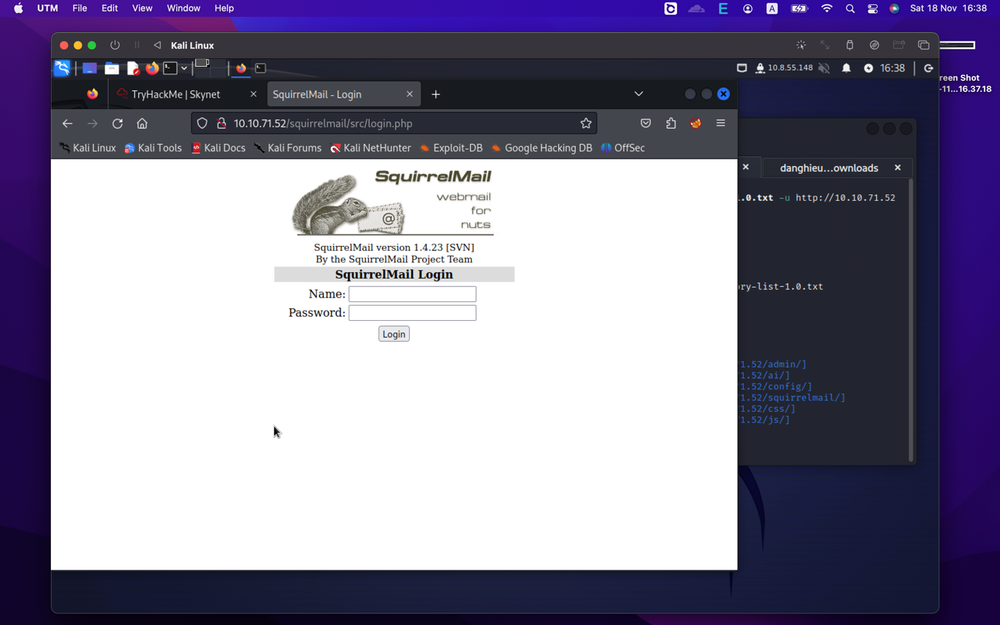 UTM File Edit View Window Help E A Sat 18 Nov 16:38
Kali Linux
10.8.55.148 16:38
reen Shot
-11...16.37.18
TryHackMe | Skynet SquirrelMail - Login
10.10.71.52/squirrelmail/src/login.php
Kali Linux Kali Tools Kali Docs Kali Forums Kali NetHunter Exploit-DB Google Hacking DB OffSec
SquirrelMail
webmail
for
nuts
@
SquirrelMail version 1.4.23 [SVN]
By the SquirrelMail Project Team
SquirrelMail Login
Name:
Password:
Login
danghieu...ownloads
.0.txt -u http://10.10.71.52
ry-list-1.0.txt
1.52/admin/]
1.52/ai/]
1.52/config/]
1.52/squirrelmail/]
1.52/css/]
1.52/js/]